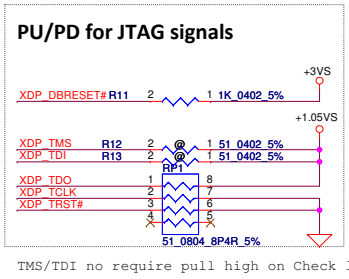 PU/PD for JTAG signals
+3VS
XDP_DBRESET# R11 2 1 1K_0402_5%
+1.05VS
XDP_TMS R12 2 @ 1 51_0402_5%
XDP_TDI R13 2 @ 1 51_0402_5%
RP1
XDP_TDO 1 8
XDP_TCLK 2 7
XDP_TRST# 3 6
4 5
51_0804_8P4R_5%
TMS/TDI no require pull high on Check